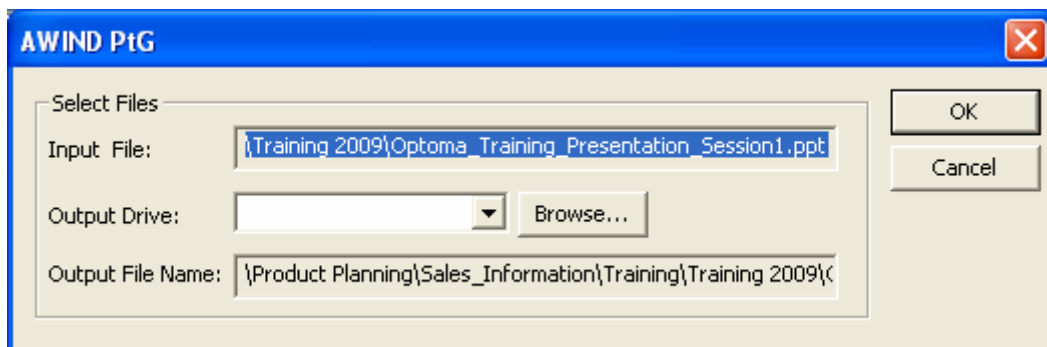 AWIND PtG
Select Files
Input File: \Training 2009\Optoma_Training_Presentation_Session1.ppt
OK
Cancel
Output Drive: Browse...
Output File Name: \Product Planning\Sales_Information\Training\Training 2009\